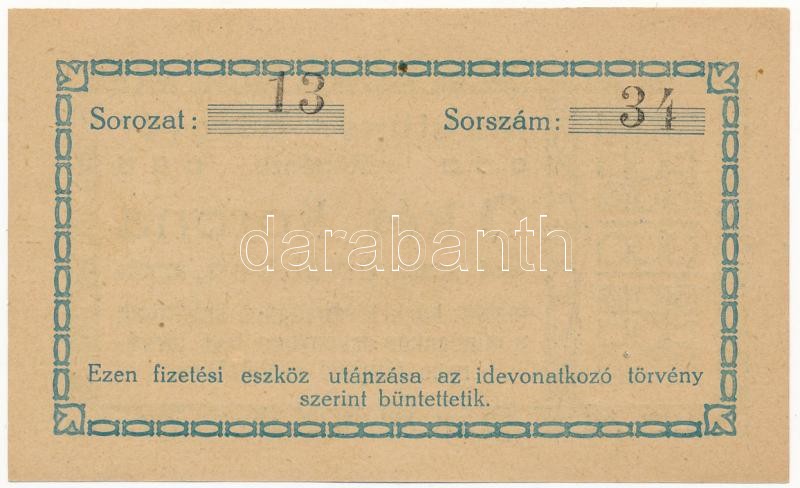 Sorozat: 13 Sorszám: 34
darabanth
Ezen fizetési eszköz utánzása az idevonatkozó törvény
szerint büntettetik.